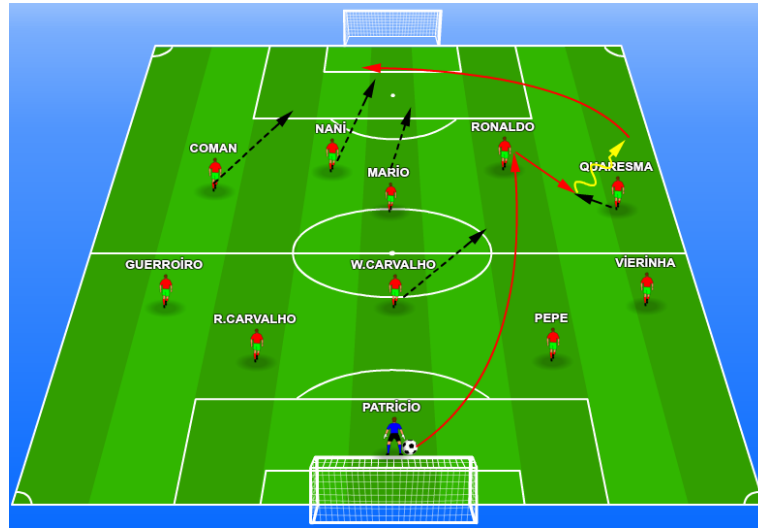 NANİ
RONALDO
COMAN
QUARESMA
MARİO
GUERROİRO
W.CARVALHO
VİERİNHA
R.CARVALHO
PEPE
PATRİCİO